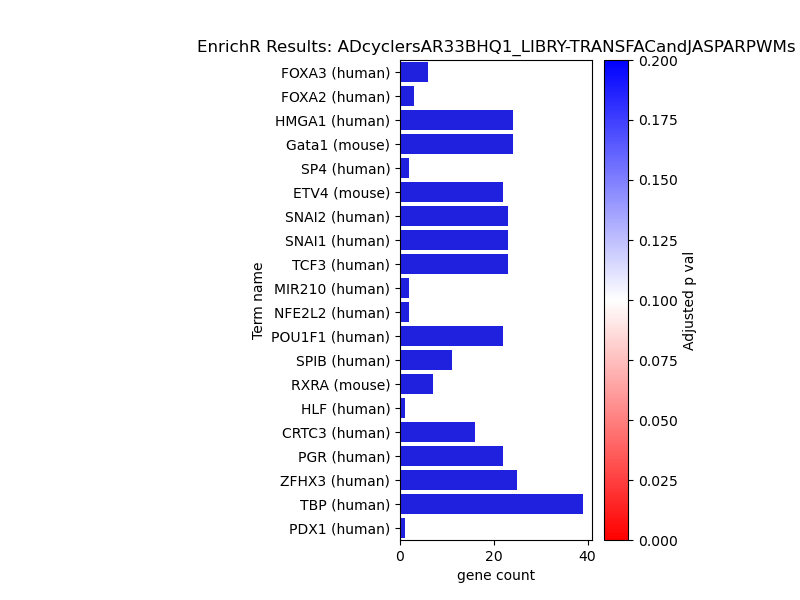 EnrichR Results: ADcyclersAR33BHQ1_LIBRY-TRANSFACandJASPARPWMs
FOXA3 (human)
FOXA2 (human)
HMGA1 (human)
Gata1 (mouse)
SP4 (human)
ETV4 (mouse)
SNAI2 (human)
SNAI1 (human)
TCF3 (human)
MIR210 (human)
NFE2L2 (human)
POU1F1 (human)
SPIB (human)
RXRA (mouse)
HLF (human)
CRTC3 (human)
PGR (human)
ZFHX3 (human)
TBP (human)
PDX1 (human)
Term name
0 20 40
gene count
0.200
0.175
0.150
0.125
0.100
0.075
0.050
0.025
0.000
Adjusted p val